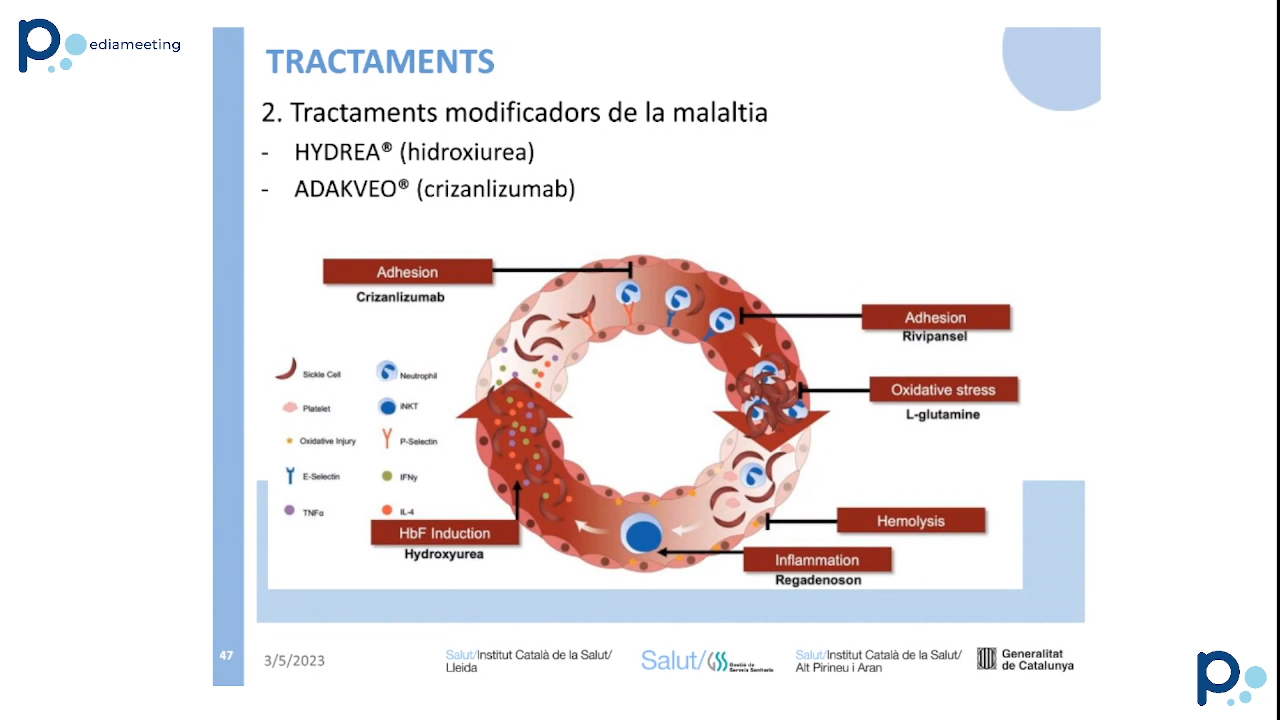 pediameeting
TRACTAMENTS
2. Tractaments modificadors de la malaltia
- HYDREA® (hidroxiurea)
- ADAKVEO® (crizanlizumab)
Adhesion
Crizanlizumab
Adhesion
Rivipansel
Oxidative stress
L-glutamine
Sickle Cell
Neutrophil
Platelet
iNKT
Oxidative Injury
P-Selectin
E-Selectin
IFNγ
TNFα
IL-4
HbF Induction
Hydroxyurea
Hemolysis
Inflammation
Regadenoson
47
3/5/2023
Salut/Institut Català de la Salut/
Lleida
Salut/GSS
Gestió de
Serveis Sanitaris
Salut/Institut Català de la Salut/
Alt Pirineu i Aran
Generalitat
de Catalunya
p